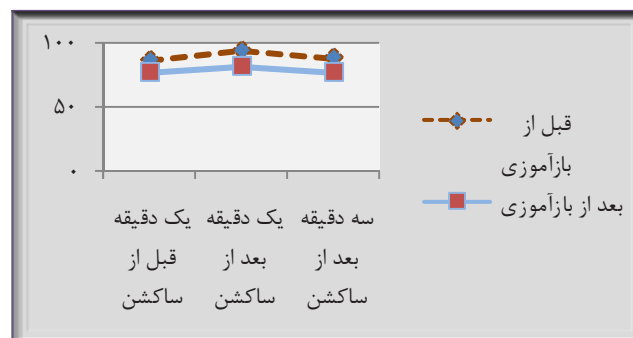 ۱۰۰
۵۰
۰
یک دقیقه
قبل از
ساکشن
یک دقیقه
بعد از
ساکشن
سه دقیقه
بعد از
ساکشن
قبل از
بازآموزی
بعد از بازآموزی